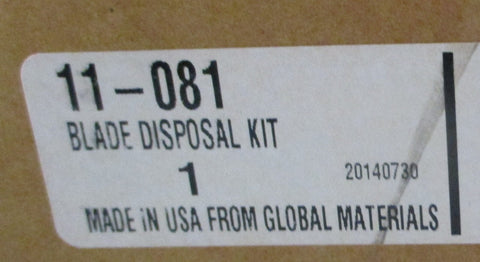 11-081
BLADE DISPOSAL KIT
1 20140730
MADE IN USA FROM GLOBAL MATERIALS